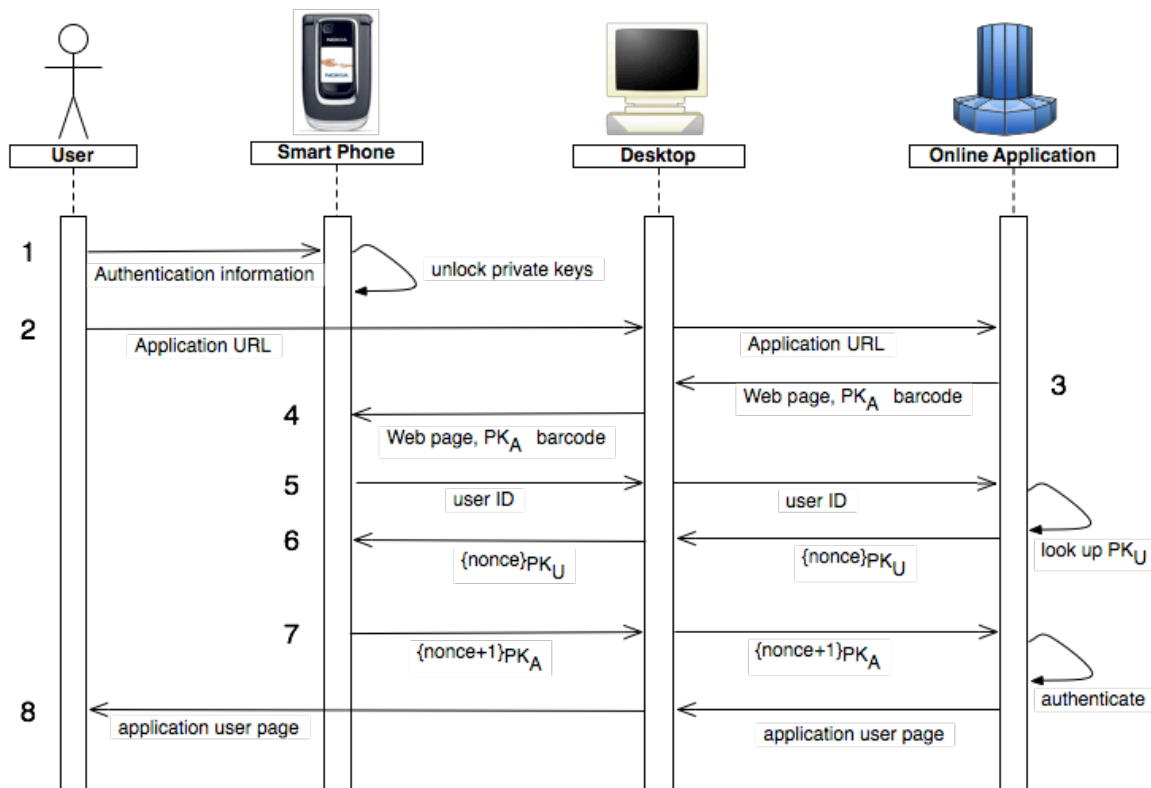 NOKIA
NOKIA
User
Smart Phone
Desktop
Online Application
1
Authentication information
unlock private keys
2
Application URL
Application URL
Web page, PKA barcode
3
4
Web page, PKA barcode
5
user ID
user ID
6
{nonce}PKU
{nonce}PKU
look up PKU
7
{nonce+1}PKA
{nonce+1}PKA
authenticate
8
application user page
application user page